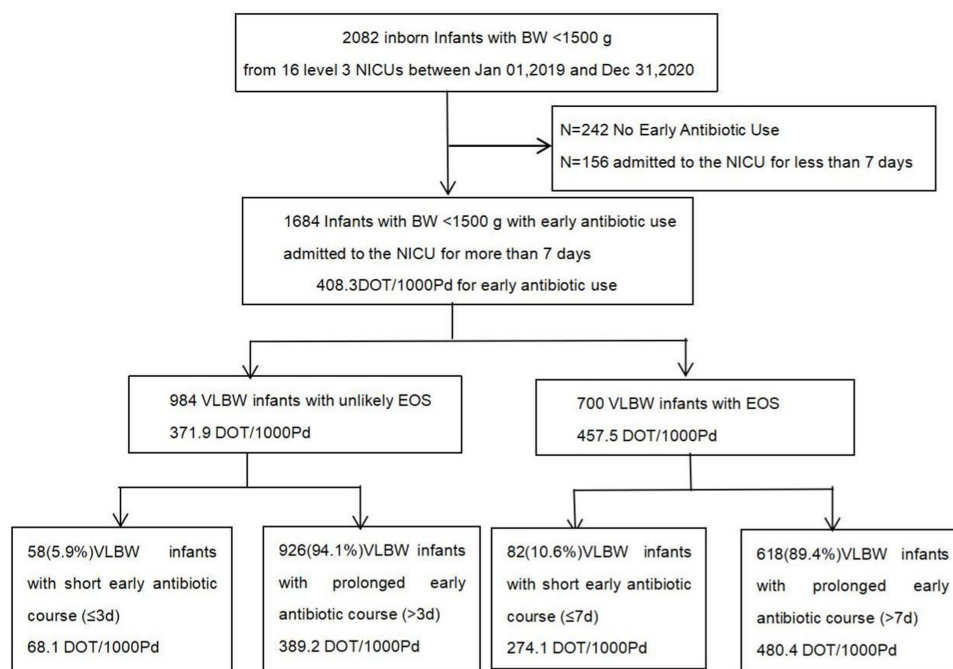 2082 inborn Infants with BW <1500 g
from 16 level 3 NICUs between Jan 01,2019 and Dec 31,2020
N=242 No Early Antibiotic Use
N=156 admitted to the NICU for less than 7 days
1684 Infants with BW <1500 g with early antibiotic use
admitted to the NICU for more than 7 days
408.3DOT/1000Pd for early antibiotic use
984 VLBW infants with unlikely EOS
371.9 DOT/1000Pd
700 VLBW infants with EOS
457.5 DOT/1000Pd
58(5.9%)VLBW infants
with short early antibiotic
course (≤3d)
68.1 DOT/1000Pd
926(94.1%)VLBW infants
with prolonged early
antibiotic course (>3d)
389.2 DOT/1000Pd
82(10.6%)VLBW infants
with short early antibiotic
course (≤7d)
274.1 DOT/1000Pd
618(89.4%)VLBW infants
with prolonged early
antibiotic course (>7d)
480.4 DOT/1000Pd